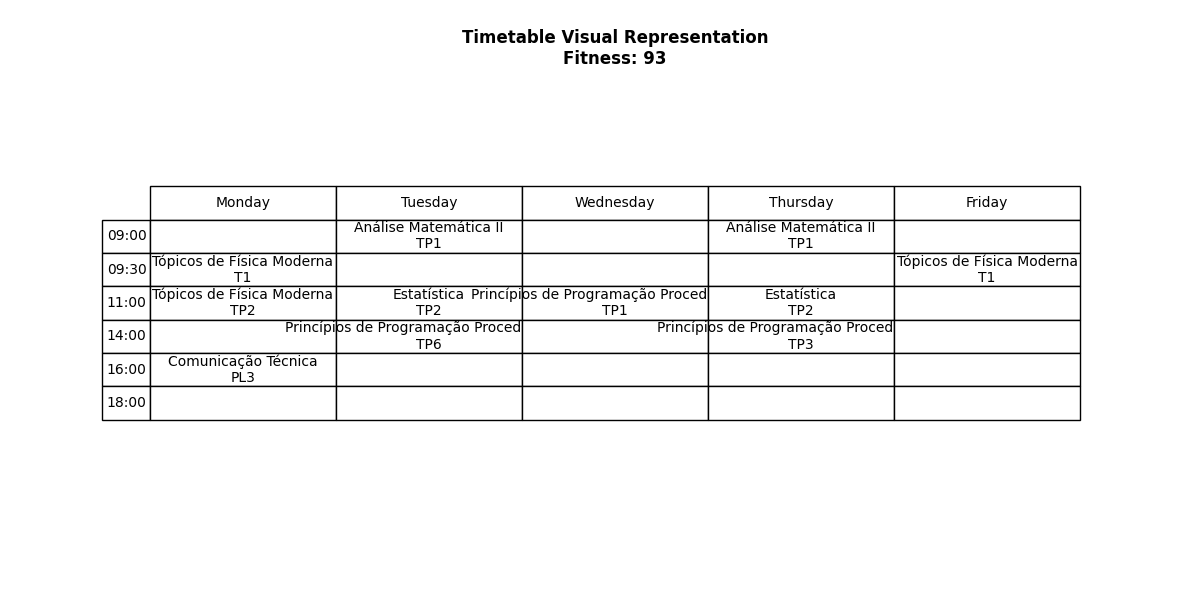 Timetable Visual Representation
Fitness: 93
Monday Tuesday Wednesday Thursday Friday
09:00 Análise Matemática II TP1 Análise Matemática II TP1
09:30 Tópicos de Física Moderna T1 Tópicos de Física Moderna T1
11:00 Tópicos de Física Moderna TP2 Estatística TP2 Princípios de Programação Proced TP1 Estatística TP2
14:00 Princípios de Programação Proced TP6 Princípios de Programação Proced TP3
16:00 Comunicação Técnica PL3
18:00